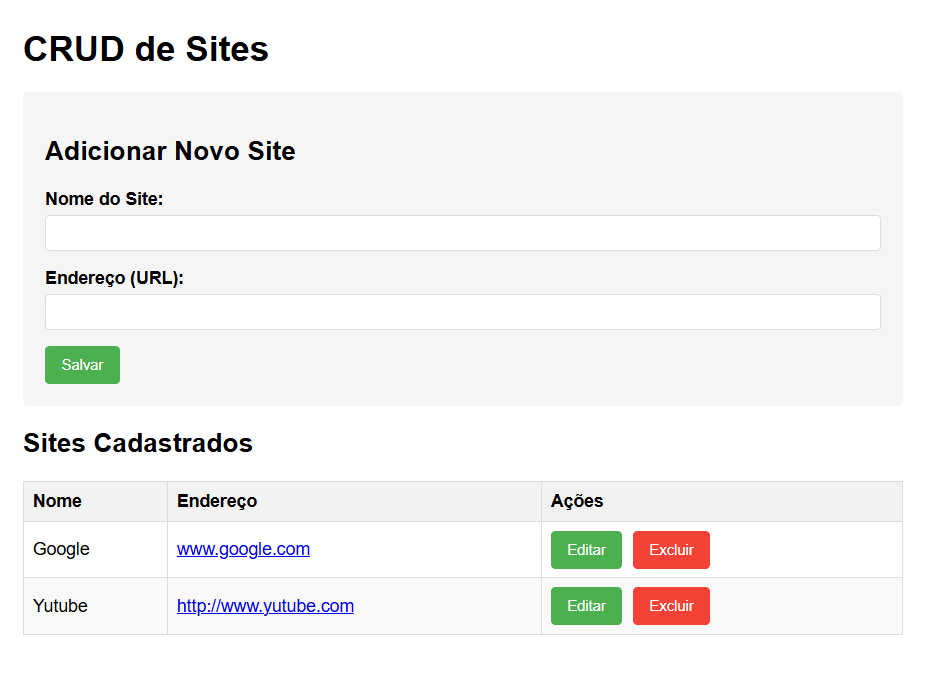 CRUD de Sites
Adicionar Novo Site
Nome do Site:
Endereço (URL):
Salvar
Sites Cadastrados
Nome Endereço Ações
Google www.google.com Editar Excluir
Yutube http://www.yutube.com Editar Excluir